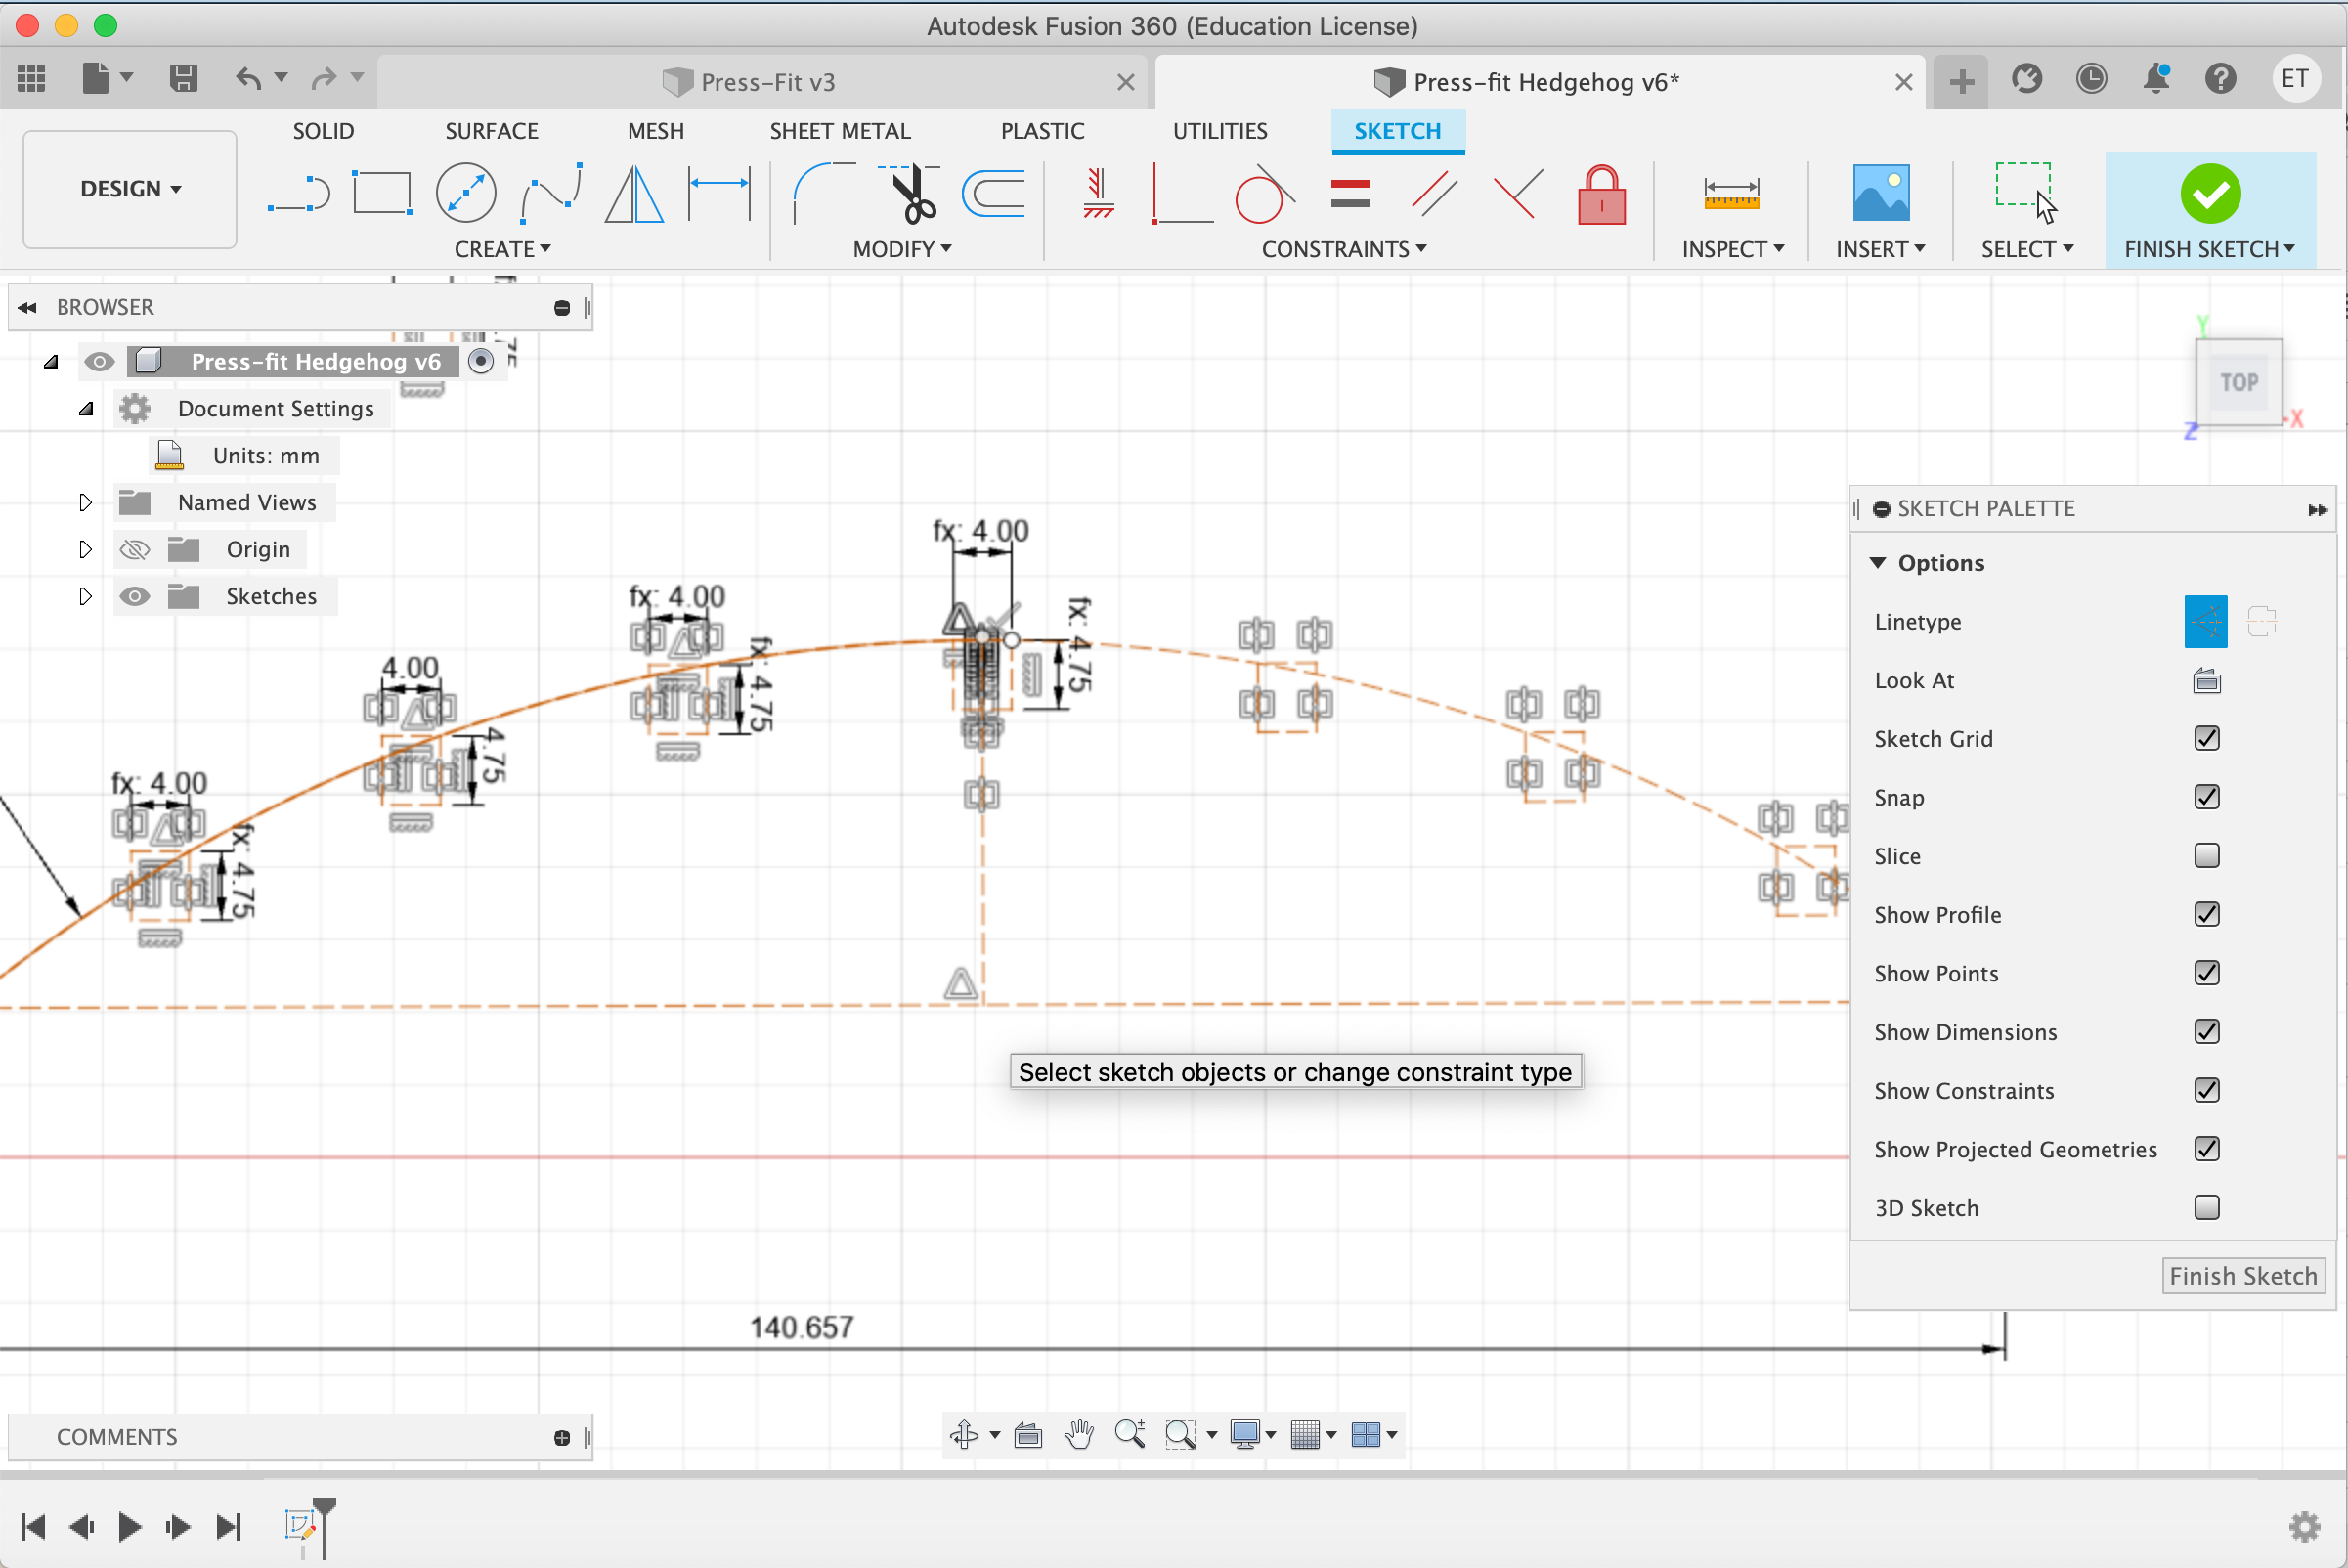 Autodesk Fusion 360 (Education License)
Press-Fit v3
Press-fit Hedgehog v6*
ET
DESIGN
SOLID
SURFACE
MESH
SHEET METAL
PLASTIC
UTILITIES
SKETCH
CREATE
MODIFY
CONSTRAINTS
INSPECT
INSERT
SELECT
FINISH SKETCH
BROWSER
Press-fit Hedgehog v6
Document Settings
Units: mm
Named Views
Origin
Sketches
Y
TOP
X
Z
fx: 4.00
fx: 4.75
fx: 4.00
fx: 4.75
4.00
4.75
fx: 4.00
fx: 4.75
Select sketch objects or change constraint type
140.657
SKETCH PALETTE
Options
Linetype
Look At
Sketch Grid
Snap
Slice
Show Profile
Show Points
Show Dimensions
Show Constraints
Show Projected Geometries
3D Sketch
Finish Sketch
COMMENTS